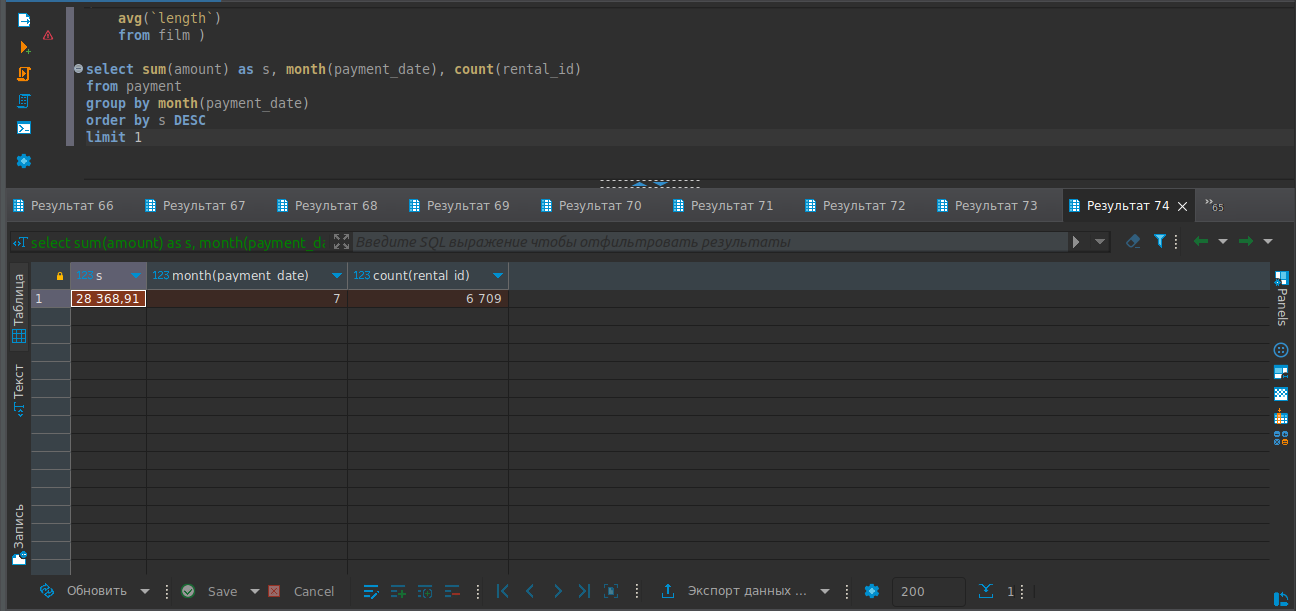 avg(`length`)
from film )
select sum(amount) as s, month(payment_date), count(rental_id)
from payment
group by month(payment_date)
order by s DESC
limit 1
Результат 66 Результат 67 Результат 68 Результат 69 Результат 70 Результат 71 Результат 72 Результат 73 Результат 74 »65
select sum(amount) as s, month(payment_da Введите SQL выражение чтобы отфильтровать результаты
123 s 123 month(payment_date) 123 count(rental_id)
1 28 368,91 7 6 709
Таблица
Текст
Запись
Panels
Обновить Save Cancel Экспорт данных ... 200 1